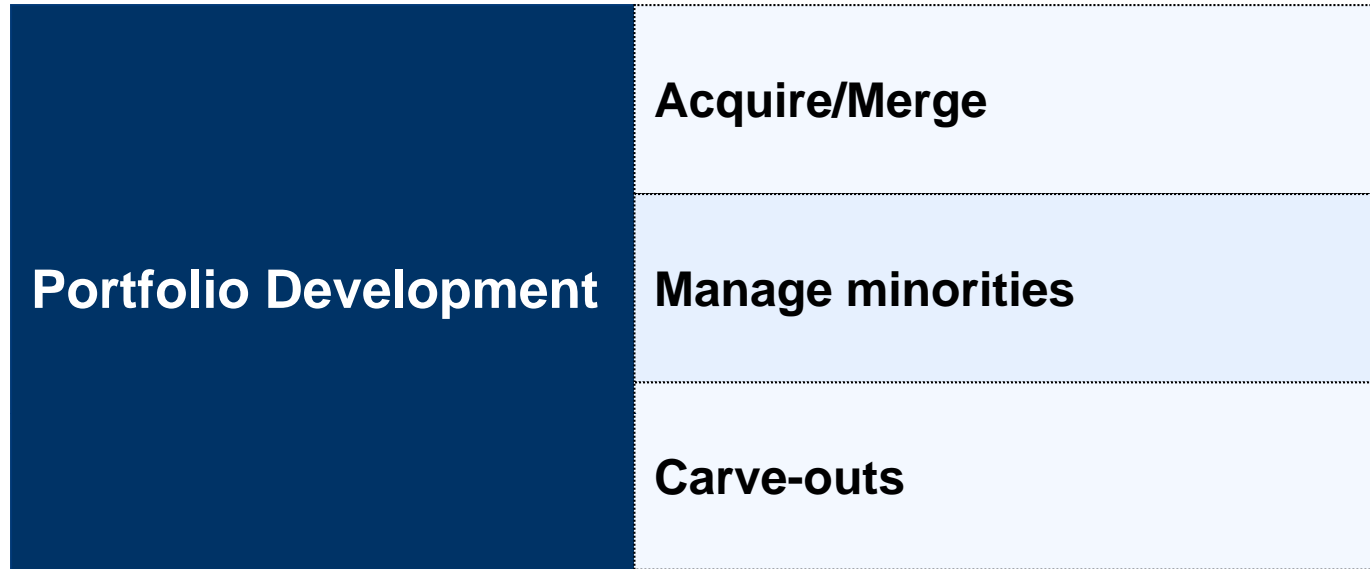 Portfolio Development
Acquire/Merge
Manage minorities
Carve-outs